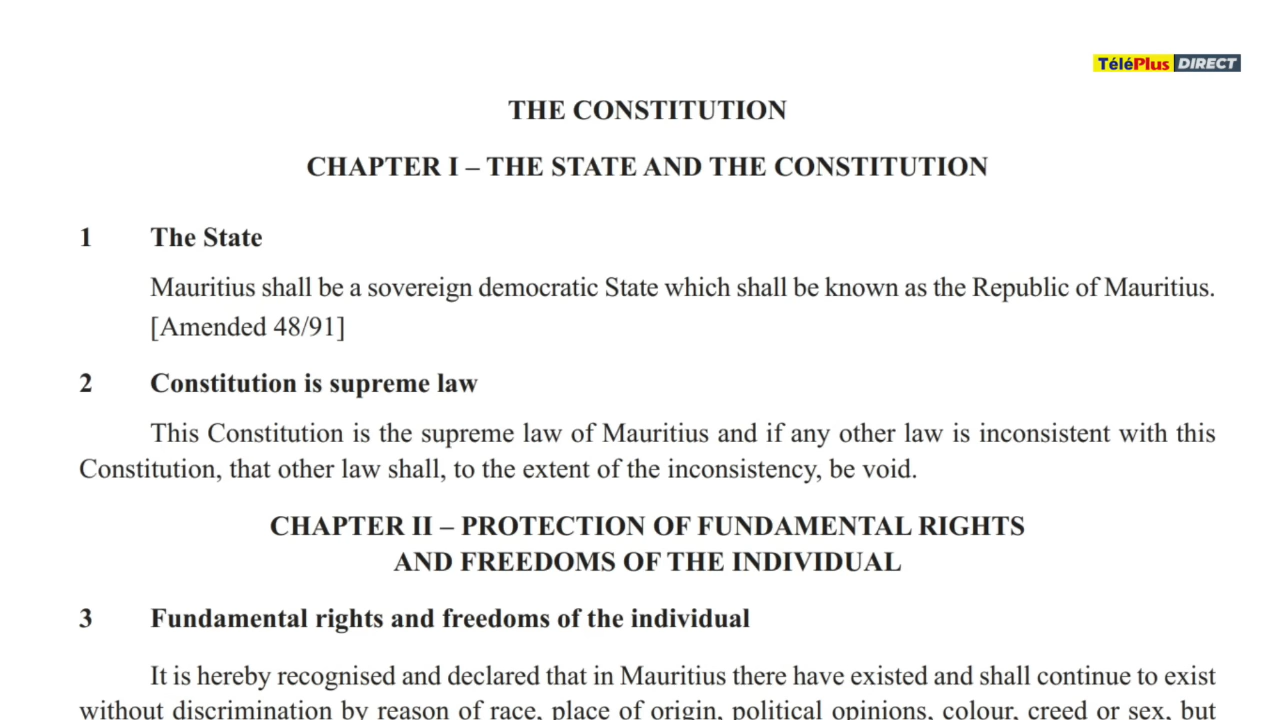 TéléPlus DIRECT
THE CONSTITUTION
CHAPTER I – THE STATE AND THE CONSTITUTION
1 The State
Mauritius shall be a sovereign democratic State which shall be known as the Republic of Mauritius.
[Amended 48/91]
2 Constitution is supreme law
This Constitution is the supreme law of Mauritius and if any other law is inconsistent with this
Constitution, that other law shall, to the extent of the inconsistency, be void.
CHAPTER II – PROTECTION OF FUNDAMENTAL RIGHTS
AND FREEDOMS OF THE INDIVIDUAL
3 Fundamental rights and freedoms of the individual
It is hereby recognised and declared that in Mauritius there have existed and shall continue to exist
without discrimination by reason of race, place of origin, political opinions, colour, creed or sex, but